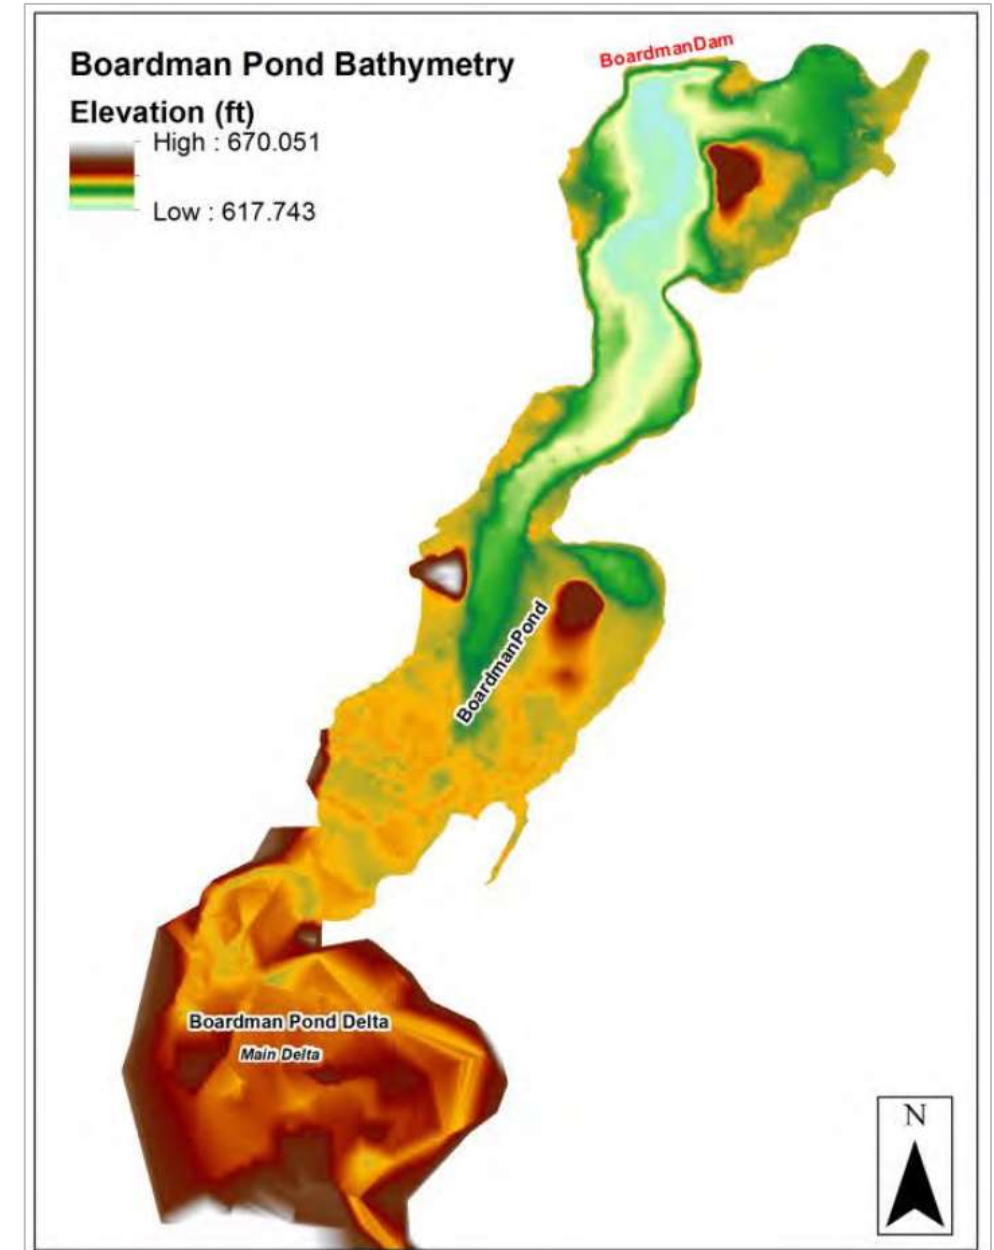 Boardman Pond Bathymetry
Elevation (ft)
High : 670.051
Low : 617.743
BoardmanDam
BoardmanPond
Boardman Pond Delta
Main Delta
N